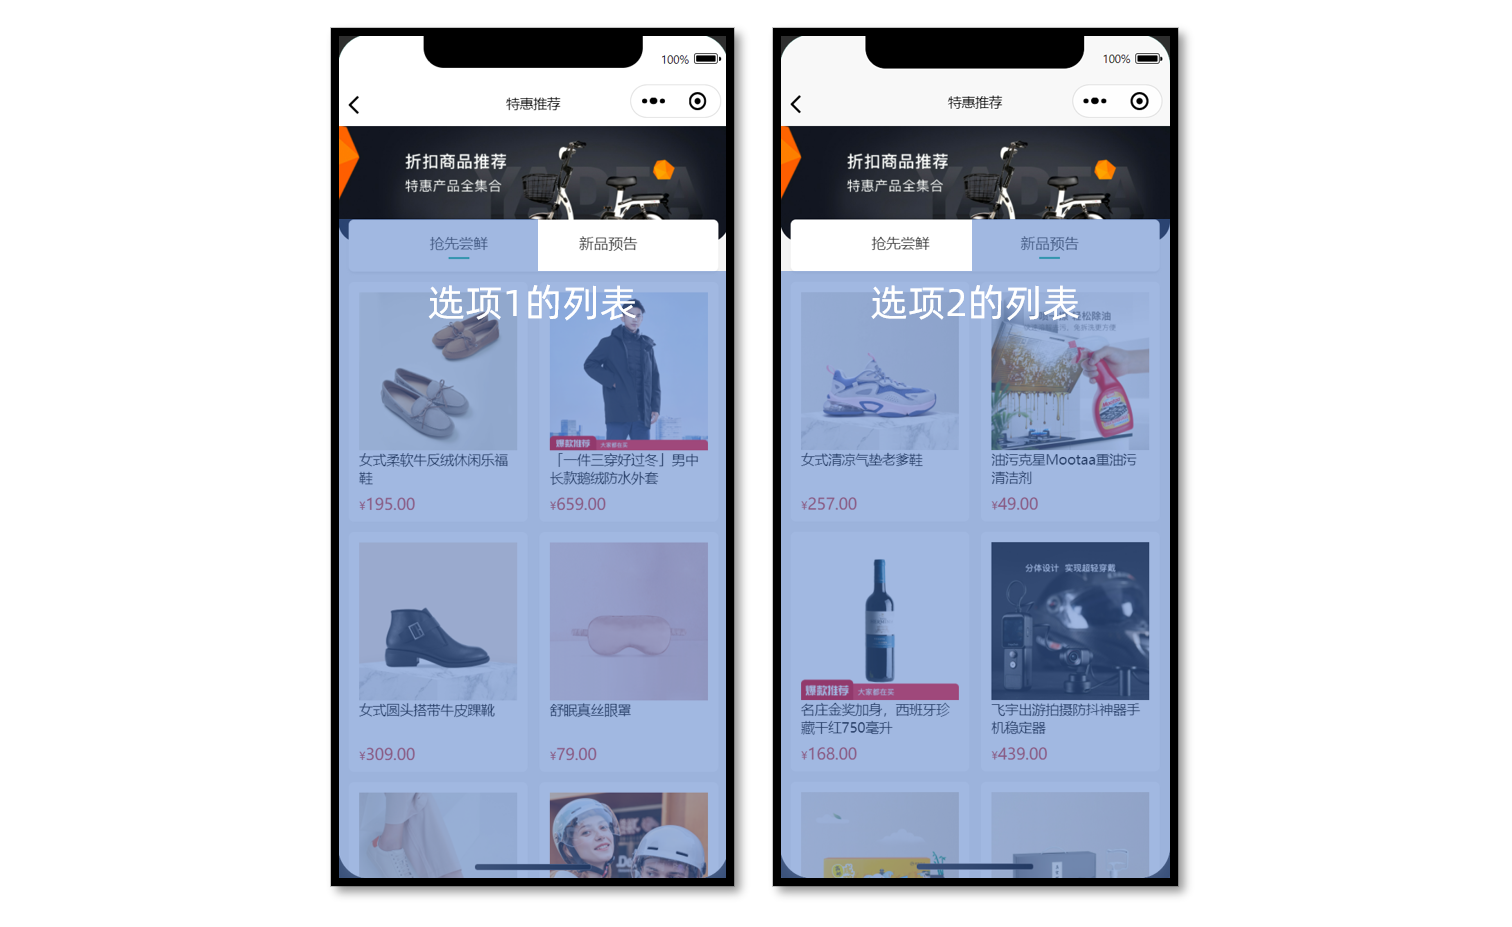 100%
特惠推荐
折扣商品推荐
特惠产品全集合
YADEA
抢先尝鲜
新品预告
选项1的列表
爆款推荐 大家都在买
女式柔软牛反绒休闲乐福
鞋
¥195.00
「一件三穿好过冬」男中
长款鹅绒防水外套
¥659.00
女式圆头搭带牛皮踝靴
¥309.00
舒眠真丝眼罩
¥79.00
100%
特惠推荐
折扣商品推荐
特惠产品全集合
抢先尝鲜
新品预告
选项2的列表
轻松除油
女式清凉气垫老爹鞋
¥257.00
油污克星Mootaa重油污
清洁剂
¥49.00
爆款推荐 大家都在买
名庄金奖加身，西班牙珍
藏干红750毫升
¥168.00
分体设计 实现超轻穿戴
飞宇出游拍摄防抖神器手
机稳定器
¥439.00